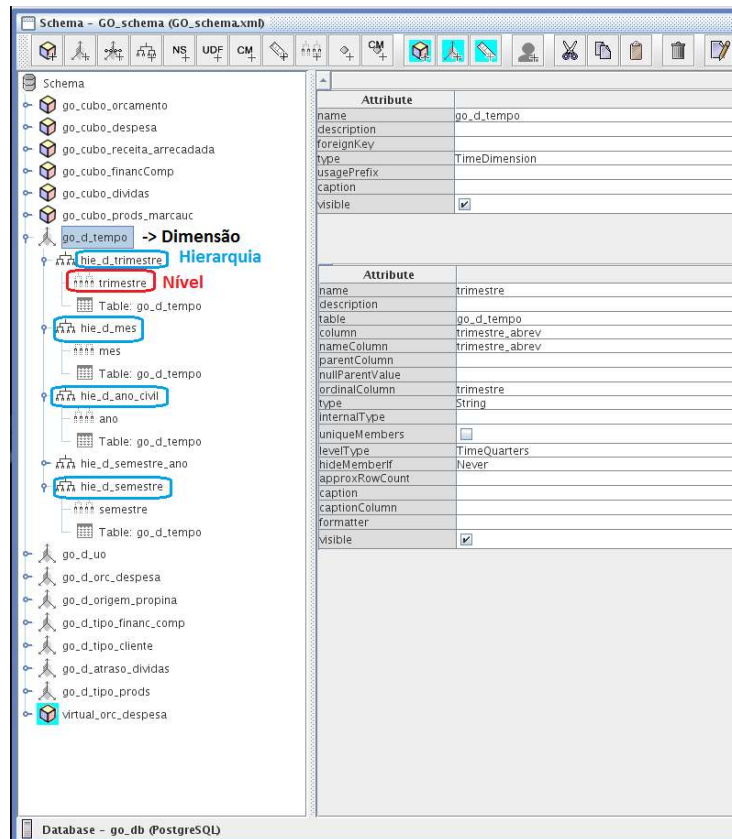 Schema - GO_schema (GO_schema.xml)
NS UDF CM CM
Schema
go_cubo_orcamento
go_cubo_despesa
go_cubo_receita_arrecadada
go_cubo_financComp
go_cubo_dividas
go_cubo_prods_marcauc
go_d_tempo -> Dimensão
hie_d_trimestre Hierarquia
trimestre Nível
Table: go_d_tempo
hie_d_mes
mes
Table: go_d_tempo
hie_d_ano_civil
ano
Table: go_d_tempo
hie_d_semestre_ano
hie_d_semestre
semestre
Table: go_d_tempo
go_d_uo
go_d_orc_despesa
go_d_origem_propina
go_d_tipo_financ_comp
go_d_tipo_cliente
go_d_atraso_dividas
go_d_tipo_prods
virtual_orc_despesa
Attribute
name go_d_tempo
description
foreignKey
type TimeDimension
usagePrefix
caption
visible
Attribute
name trimestre
description
table go_d_tempo
column trimestre_abrev
nameColumn trimestre_abrev
parentColumn
nullParentValue
ordinalColumn trimestre
type String
internalType
uniqueMembers
levelType TimeQuarters
hideMemberIf Never
approxRowCount
caption
captionColumn
formatter
visible
Database - go_db (PostgreSQL)